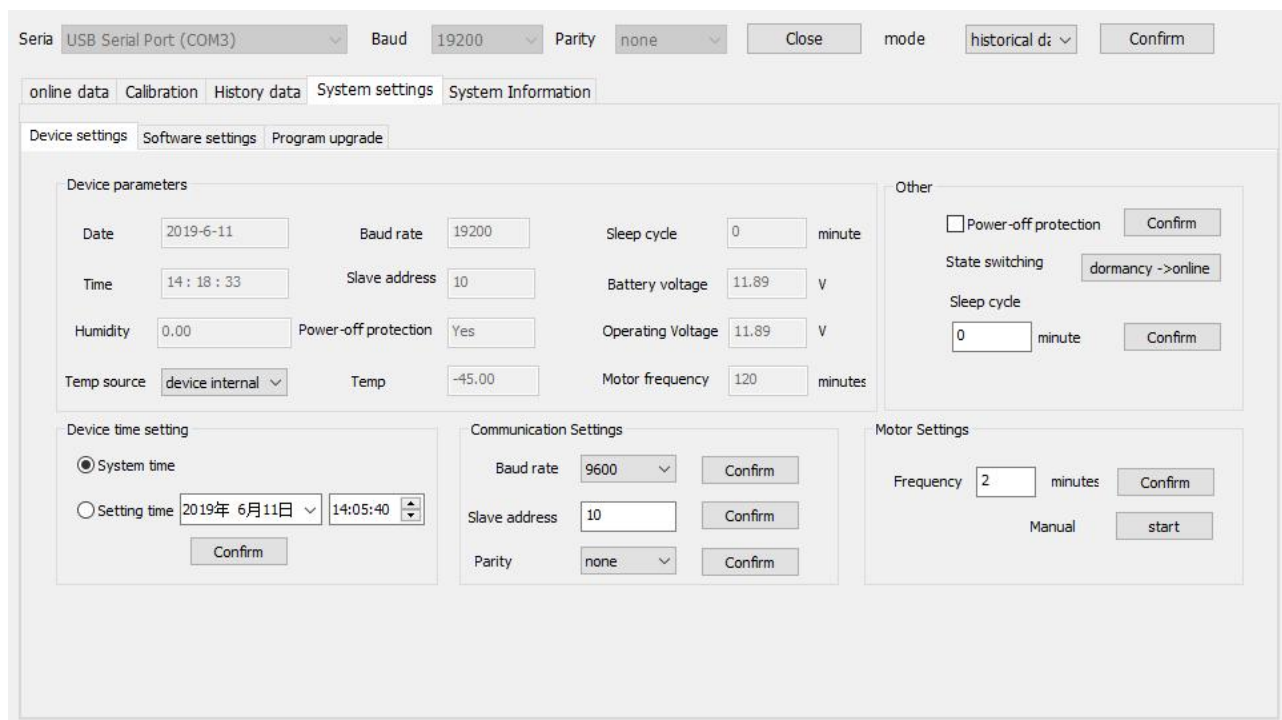 Seria USB Serial Port (COM3) Baud 19200 Parity none Close mode historical da Confirm
online data Calibration History data System settings System Information
Device settings Software settings Program upgrade
Device parameters
Date 2019-6-11 Baud rate 19200 Sleep cycle 0 minute
Time 14 : 18 : 33 Slave address 10 Battery voltage 11.89 V
Humidity 0.00 Power-off protection Yes Operating Voltage 11.89 V
Temp source device internal Temp -45.00 Motor frequency 120 minutes
Other
Power-off protection Confirm
State switching dormancy ->online
Sleep cycle
0 minute Confirm
Device time setting
System time
Setting time 2019年 6月11日 14:05:40
Confirm
Communication Settings
Baud rate 9600 Confirm
Slave address 10 Confirm
Parity none Confirm
Motor Settings
Frequency 2 minutes Confirm
Manual start